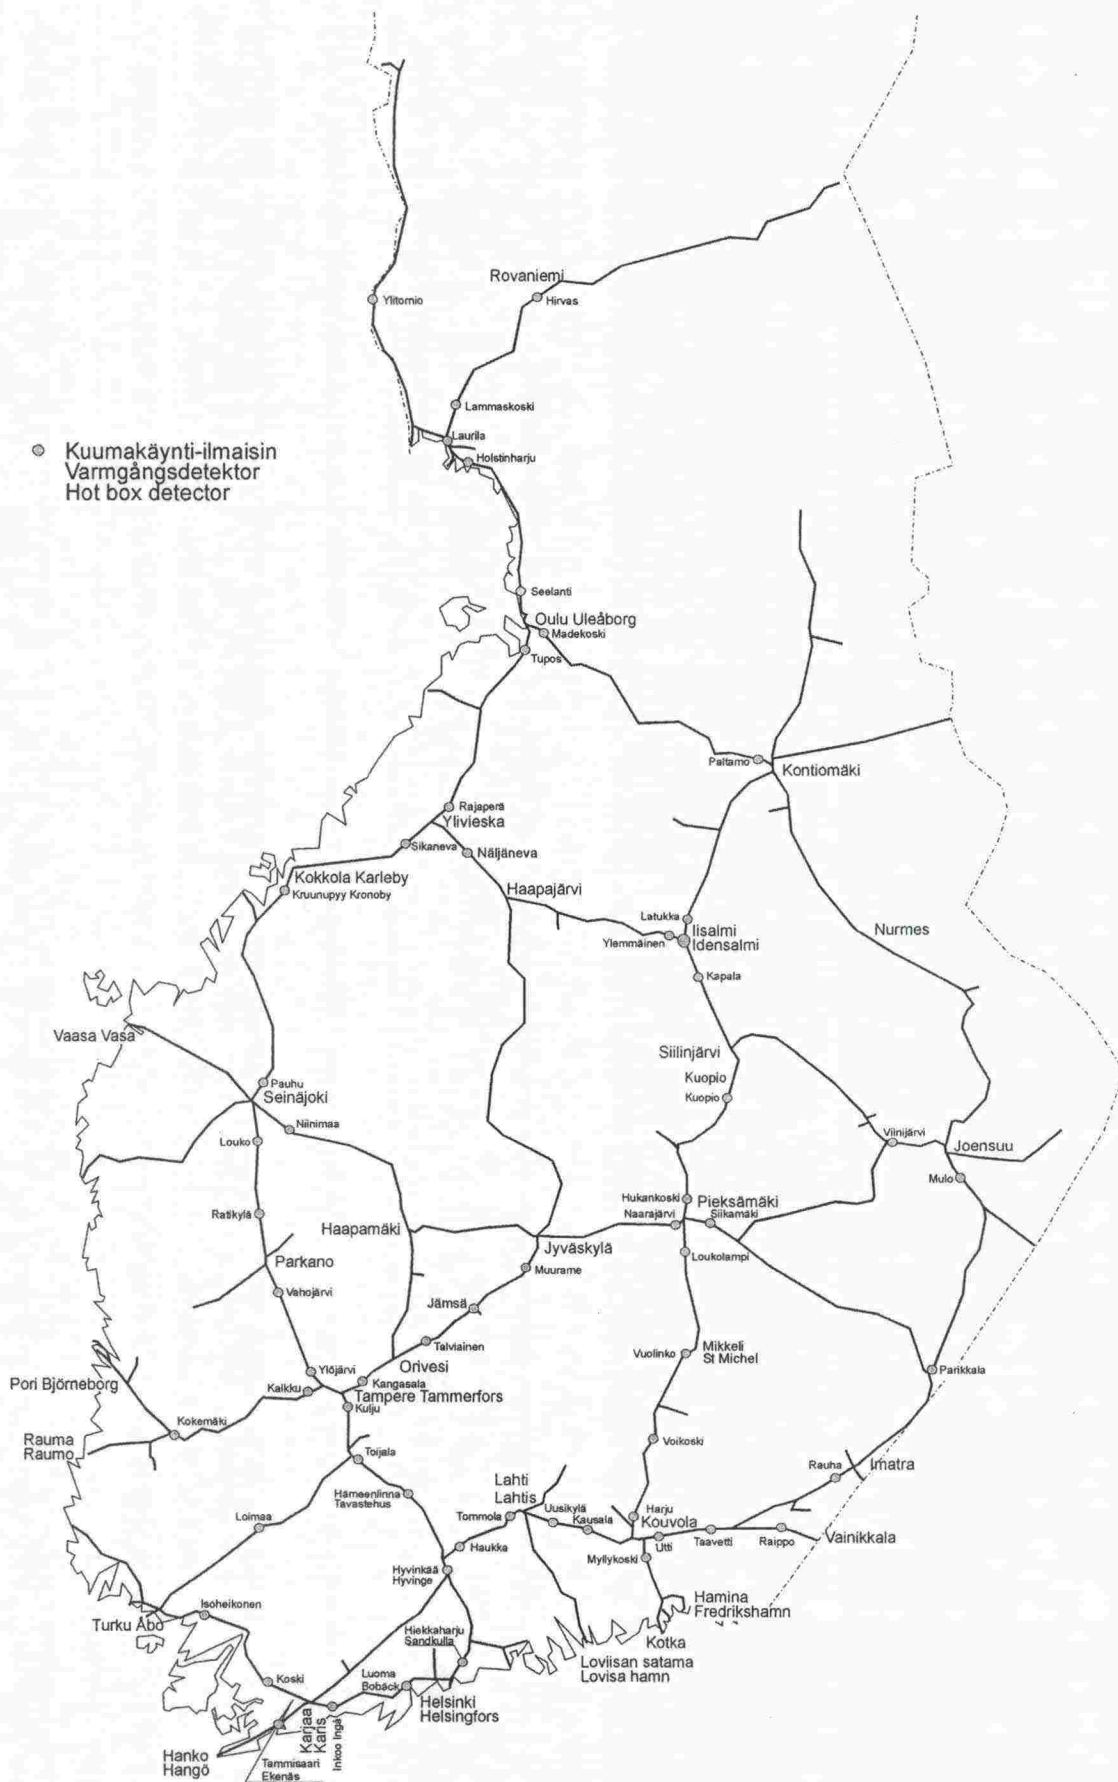 Rovaniemi
Ylitornio
Hirvas
Lammaskoski
Laurila
Kuumakäynti-ilmaisin
Varmgångsdetektor
Hot box detector
Holstinharju
Seelanti
Oulu Uleåborg
Madekoski
Tupos
Paltamo
Kontiomäki
Rajaperä
Ylivieska
Sikaneva
Näljäneva
Kokkola Karleby
Kruunupyy Kronoby
Haapajärvi
Latukka
Iisalmi
Idensalmi
Ylemmäinen
Nurmes
Kapala
Vaasa Vasa
Siilinjärvi
Kuopio
Kuopio
Pauhu
Seinäjoki
Niinimaa
Louko
Viinijärvi
Joensuu
Mulo
Hukankoski
Pieksämäki
Naarajärvi
Siikamäki
Ratikylä
Haapamäki
Jyväskylä
Loukolampi
Parkano
Muurame
Vahojärvi
Jämsä
Talviainen
Vuolinko
Mikkeli
St Michel
Orivesi
Ylöjärvi
Kangasala
Kalkku
Tampere Tammerfors
Kulju
Parikkala
Pori Björneborg
Kokemäki
Rauma
Raumo
Toijala
Voikoski
Rauha
Imatra
Hämeenlinna
Tavastehus
Lahti
Lahtis
Tommola
Uusikylä
Kausala
Harju
Kouvola
Utti
Taavetti
Raippo
Vainikkala
Loimaa
Haukka
Myllykoski
Hyvinkää
Hyvinge
Isoheikonen
Turku Åbo
Hamina
Fredrikshamn
Kotka
Hiekkaharju
Sandkulla
Loviisan satama
Lovisa hamn
Koski
Luoma
Bobäck
Helsinki
Helsingfors
Karjaa
Karis
Inkoo Ingå
Hanko
Hangö
Tammisaari
Ekenäs